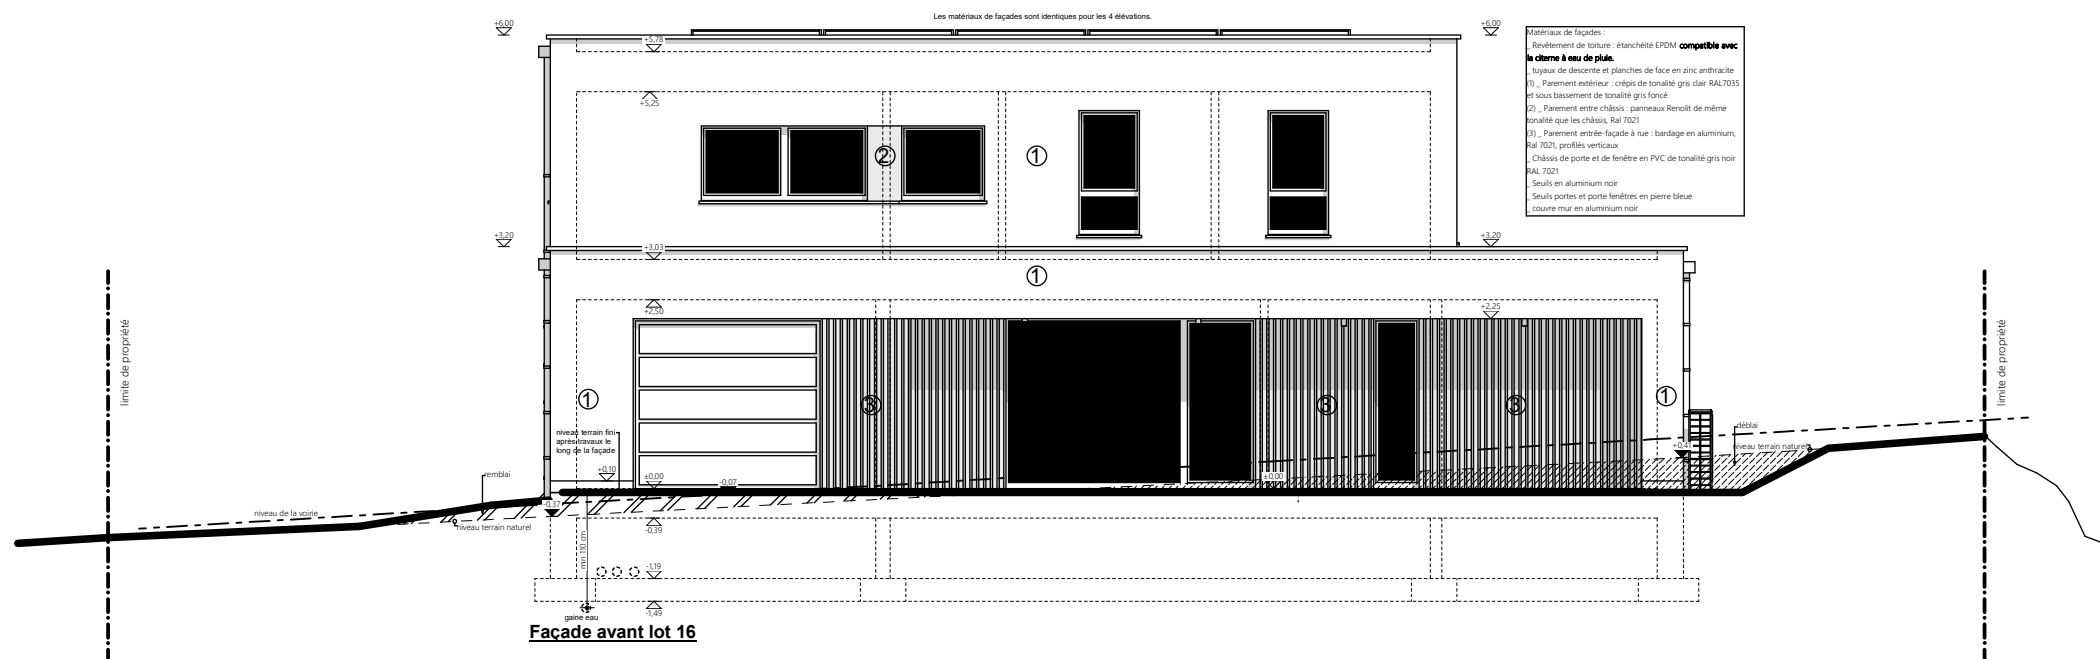 Les matériaux de façades sont identiques pour les 4 élévations.
+6,00
+5,78
+6,00
Matériaux de façades :
_ Revêtement de toiture : étanchéité EPDM compatible avec
la citerne à eau de pluie.
_ tuyaux de descente et planches de face en zinc anthracite
(1) _ Parement extérieur : crépis de tonalité gris clair RAL7035
et sous bassement de tonalité gris foncé
(2) _ Parement entre châssis : panneaux Renolit de même
tonalité que les châssis, Ral 7021
(3) _ Parement entrée-façade à rue : bardage en aluminium,
Ral 7021, profilés verticaux
_ Châssis de porte et de fenêtre en PVC de tonalité gris noir
RAL 7021
_ Seuils en aluminium noir
_ Seuils portes et porte fenêtres en pierre bleue
_ couvre mur en aluminium noir
+5,25
2
1
+3,20
+3,03
+3,20
1
+2,50
+2,25
limite de propriété
limite de propriété
1
3
3
3
1
niveau terrain fini
après travaux le
long de la façade
déblai
+0,41
niveau terrain naturel
remblai
+0,10
±0,00
-0,07
±0,00
-0,37
niveau de la voirie
niveau terrain naturel
-0,39
min 110 cm
-1,19
-1,49
gaine eau
Façade avant lot 16